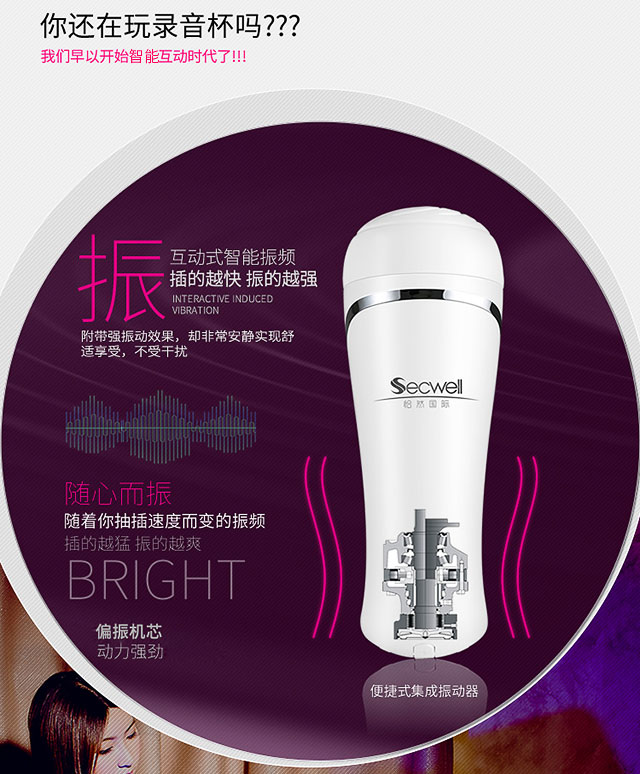 你还在玩录音杯吗???
我们早以开始智能互动时代了!!!
振
互动式智能振频
插的越快 振的越强
INTERACTIVE INDUCED
VIBRATION
附带强振动效果，却非常安静实现舒
适享受，不受干扰
Secwell
恰然国际
随心而振
随着你抽插速度而变的振频
插的越猛 振的越爽
BRIGHT
偏振机芯
动力强劲
便捷式集成振动器